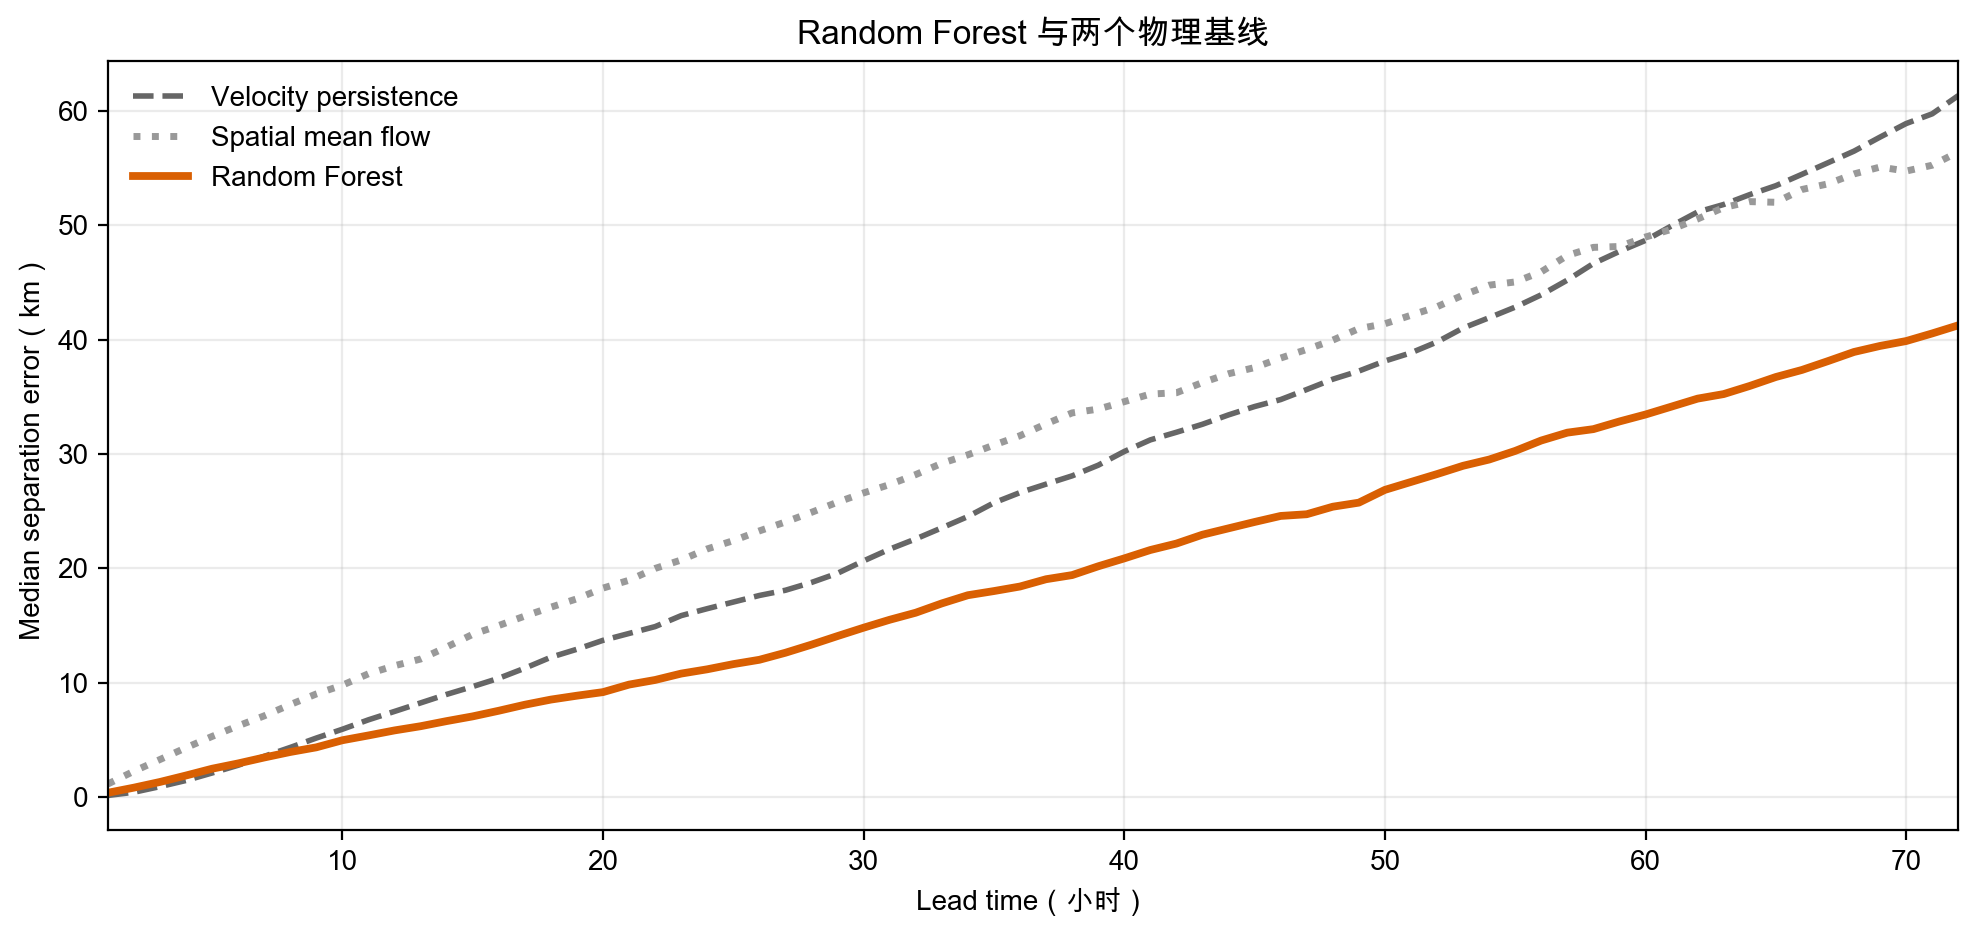 Random Forest 与两个物理基线
Velocity persistence
Spatial mean flow
Random Forest
Median separation error ( km )
60
50
40
30
20
10
0
10 20 30 40 50 60 70
Lead time ( 小时 )